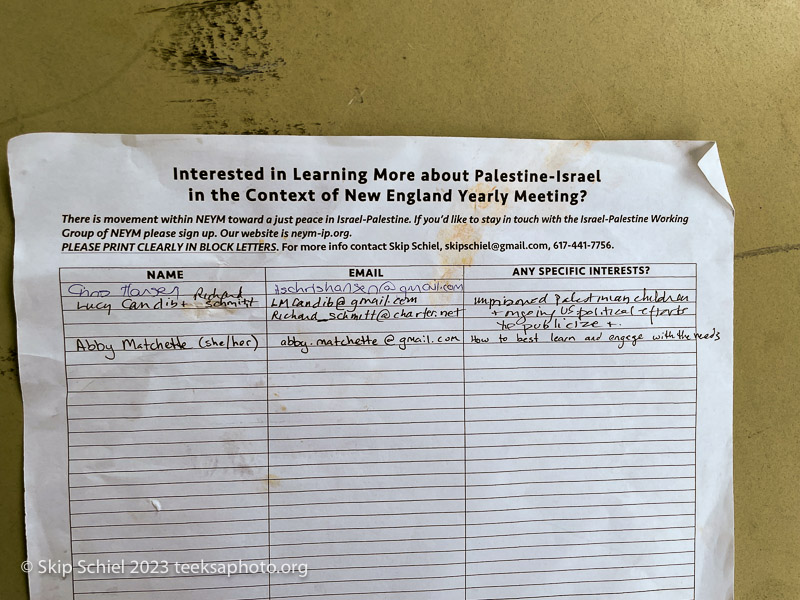 Interested in Learning More about Palestine-Israel
in the Context of New England Yearly Meeting?
There is movement within NEYM toward a just peace in Israel-Palestine. If you'd like to stay in touch with the Israel-Palestine Working
Group of NEYM please sign up. Our website is neym-ip.org.
PLEASE PRINT CLEARLY IN BLOCK LETTERS. For more info contact Skip Schiel, skipschiel@gmail.com, 617-441-7756.
NAME EMAIL ANY SPECIFIC INTERESTS?
Hansen @gmail.com
Lucy Candib + Richard Schmitt LMCandib@gmail.com imprisoned Palestinian children
Richard_schmitt@charter.net + ongoing US political efforts
to publicize +.
Abby Matchette (she/her) abby.matchette@gmail.com How to best learn and engage with the needs
© Skip Schiel 2023 teeksaphoto.org